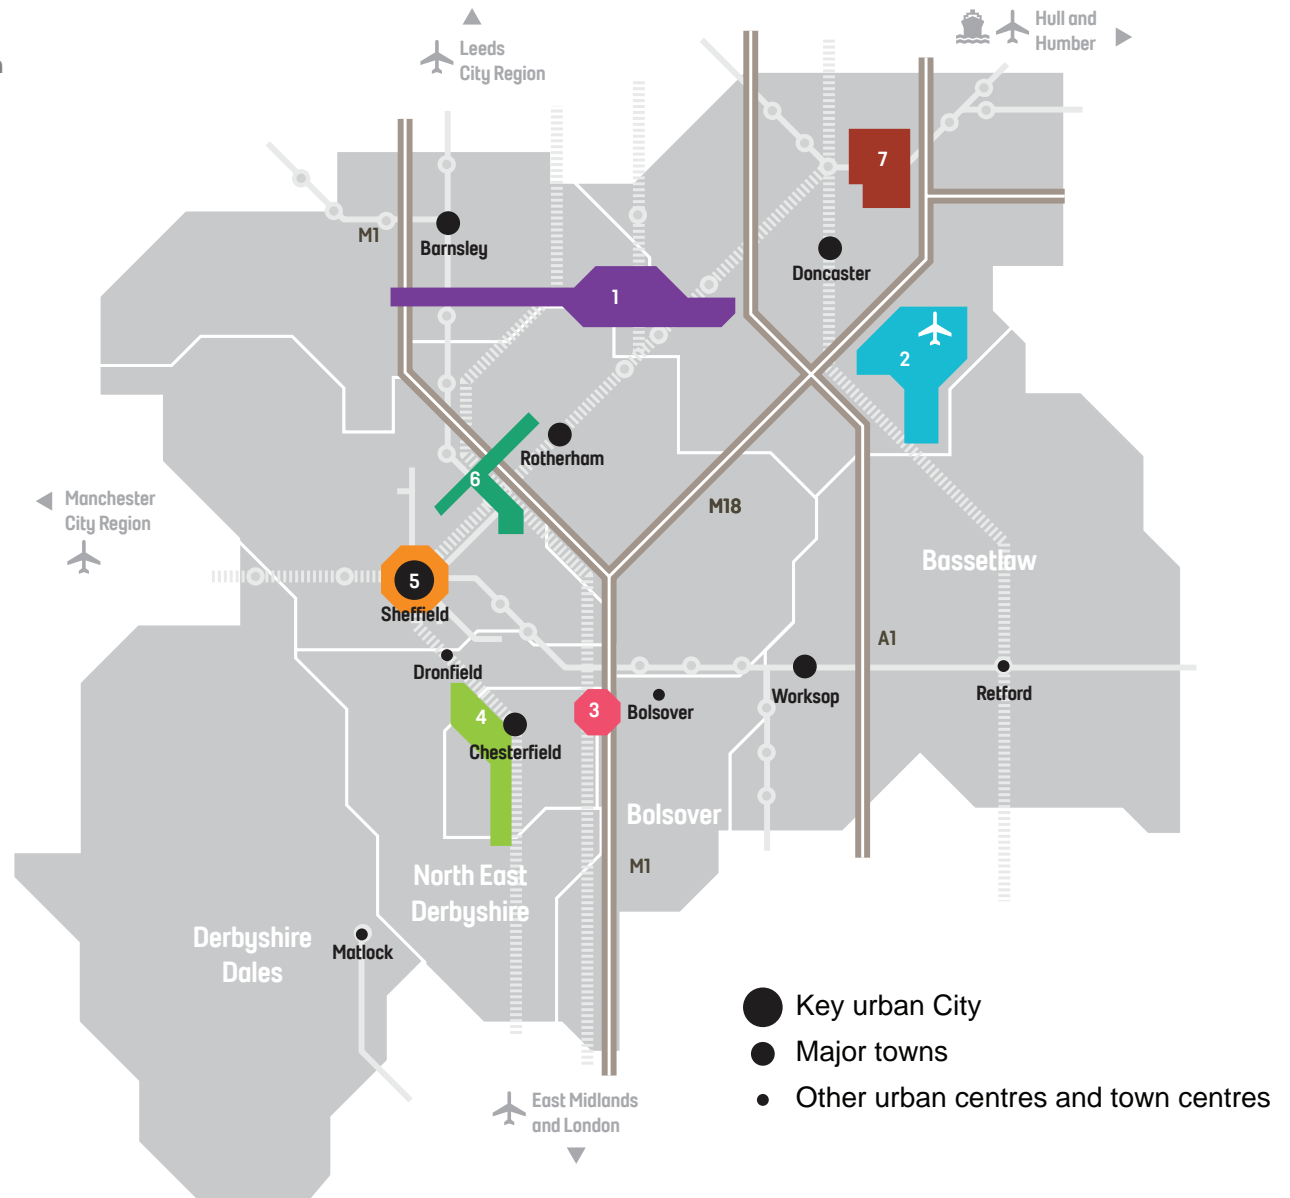 Hull and
Humber
Leeds
City Region
7
M1
Barnsley
Doncaster
1
2
Rotherham
6
Manchester
City Region
M18
Bassetlaw
5
Sheffield
A1
Dronfield
Worksop
Retford
3
Bolsover
4
Chesterfield
Bolsover
M1
North East
Derbyshire
Derbyshire
Dales
Matlock
Key urban City
Major towns
Other urban centres and town centres
East Midlands
and London